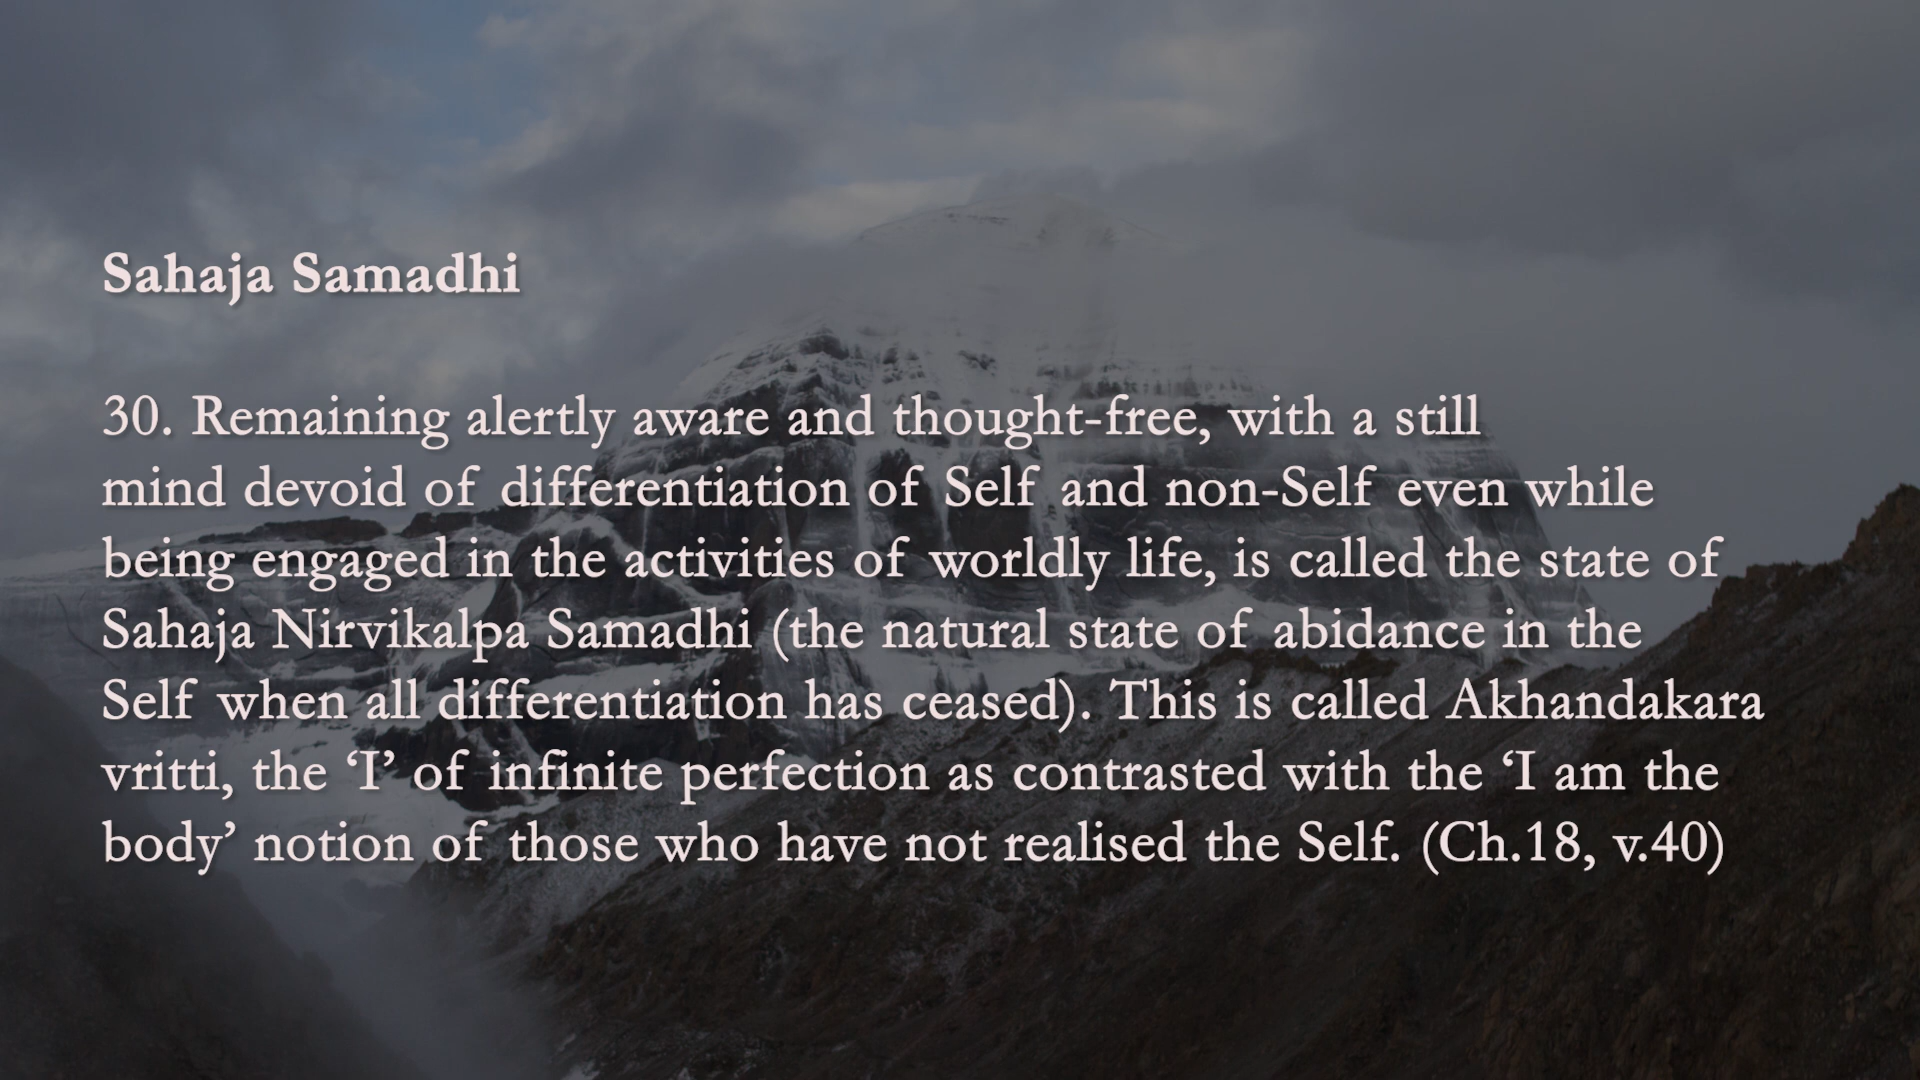 Sahaja Samadhi
30. Remaining alertly aware and thought-free, with a still
mind devoid of differentiation of Self and non-Self even while
being engaged in the activities of worldly life, is called the state of
Sahaja Nirvikalpa Samadhi (the natural state of abidance in the
Self when all differentiation has ceased). This is called Akhandakara
vritti, the ‘I’ of infinite perfection as contrasted with the ‘I am the
body’ notion of those who have not realised the Self. (Ch.18, v.40)